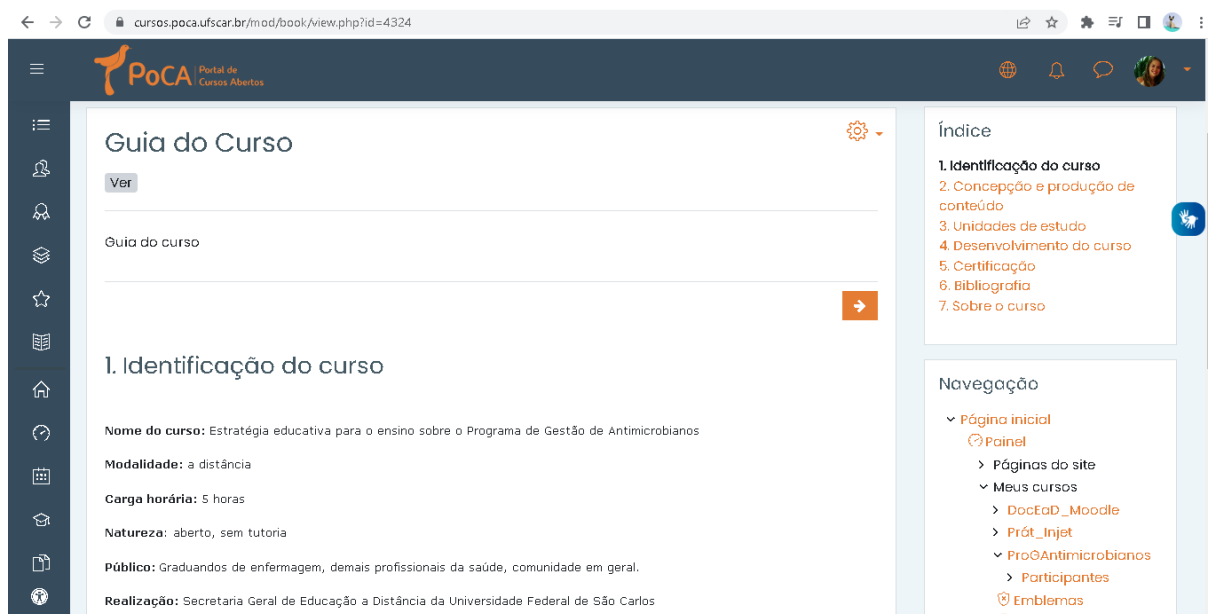 cursos.poca.ufscar.br/mod/book/view.php?id=4324
PoCA Portal de
Cursos Abertos
Guia do Curso
Ver
Guia do curso
1. Identificação do curso
Nome do curso: Estratégia educativa para o ensino sobre o Programa de Gestão de Antimicrobianos
Modalidade: a distância
Carga horária: 5 horas
Natureza: aberto, sem tutoria
Público: Graduandos de enfermagem, demais profissionais da saúde, comunidade em geral.
Realização: Secretaria Geral de Educação a Distância da Universidade Federal de São Carlos
Índice
1. Identificação do curso
2. Concepção e produção de
conteúdo
3. Unidades de estudo
4. Desenvolvimento do curso
5. Certificação
6. Bibliografia
7. Sobre o curso
Navegação
Página inicial
Painel
Páginas do site
Meus cursos
DocEaD_Moodle
Prát_Injet
ProGAntimicrobianos
Participantes
Emblemas